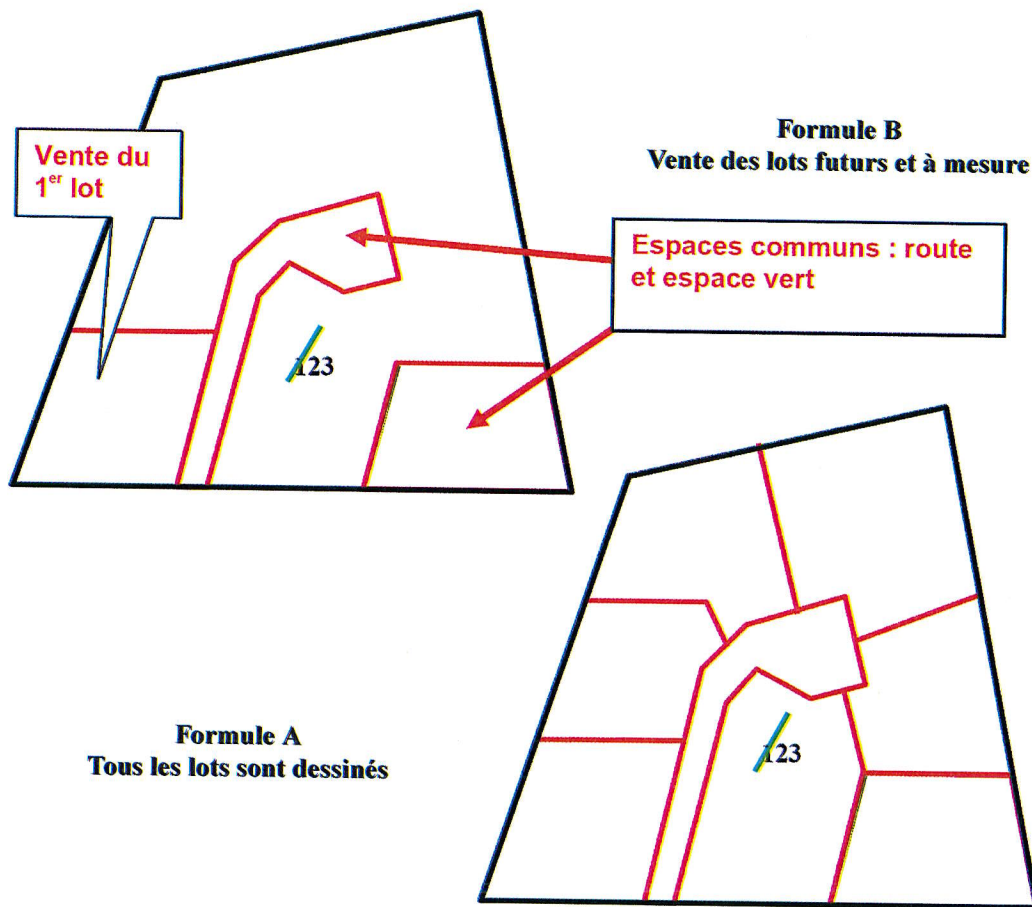 Formule B
Vente des lots futurs et à mesure
Vente du
1er lot
Espaces communs : route
et espace vert
123
Formule A
Tous les lots sont dessinés
123